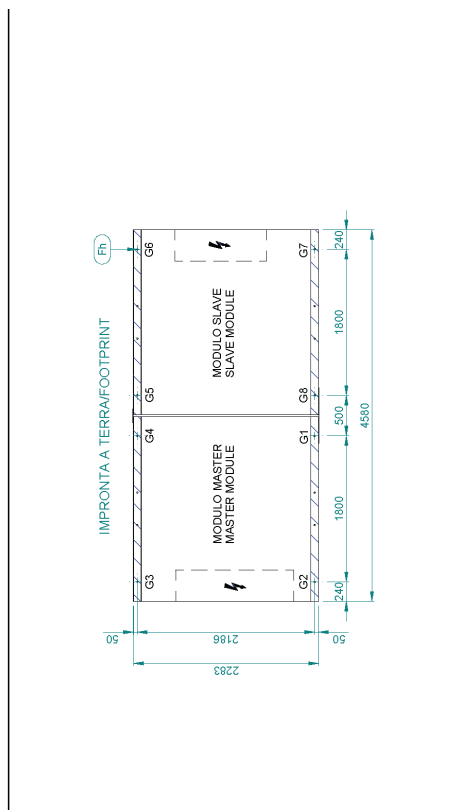 IMPRONTA A TERRA/FOOTPRINT
Fh
G3
G4
G5
G6
MODULO MASTER
MASTER MODULE
MODULO SLAVE
SLAVE MODULE
G2
G1
G8
G7
240
1800
500
1800
240
4580
50
2186
50
2283